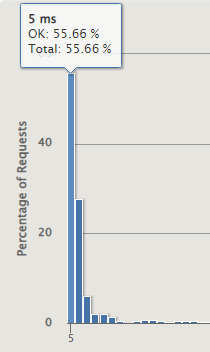 5 ms
OK: 55.66 %
Total: 55.66 %
Percentage of Requests
40
20
0
5